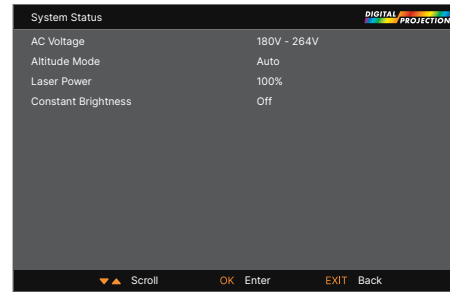 System Status
DIGITAL PROJECTION
AC Voltage 180V - 264V
Altitude Mode Auto
Laser Power 100%
Constant Brightness Off
▼▲ Scroll OK Enter EXIT Back